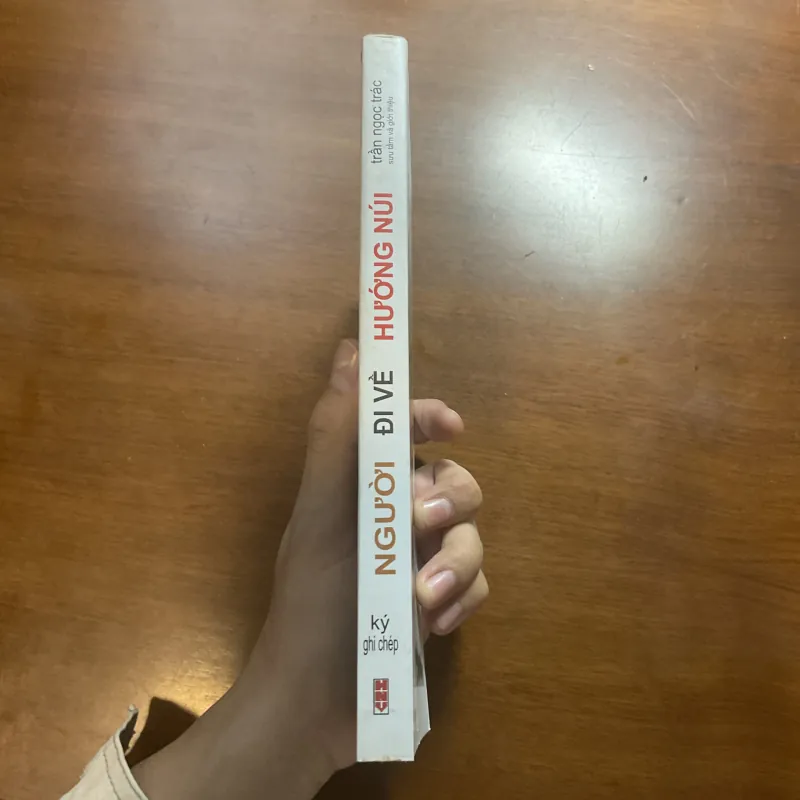 ký
ghi chép
NGƯỜI ĐI VỀ HƯỚNG NÚI
trần ngọc trác
sưu tầm và giới thiệu